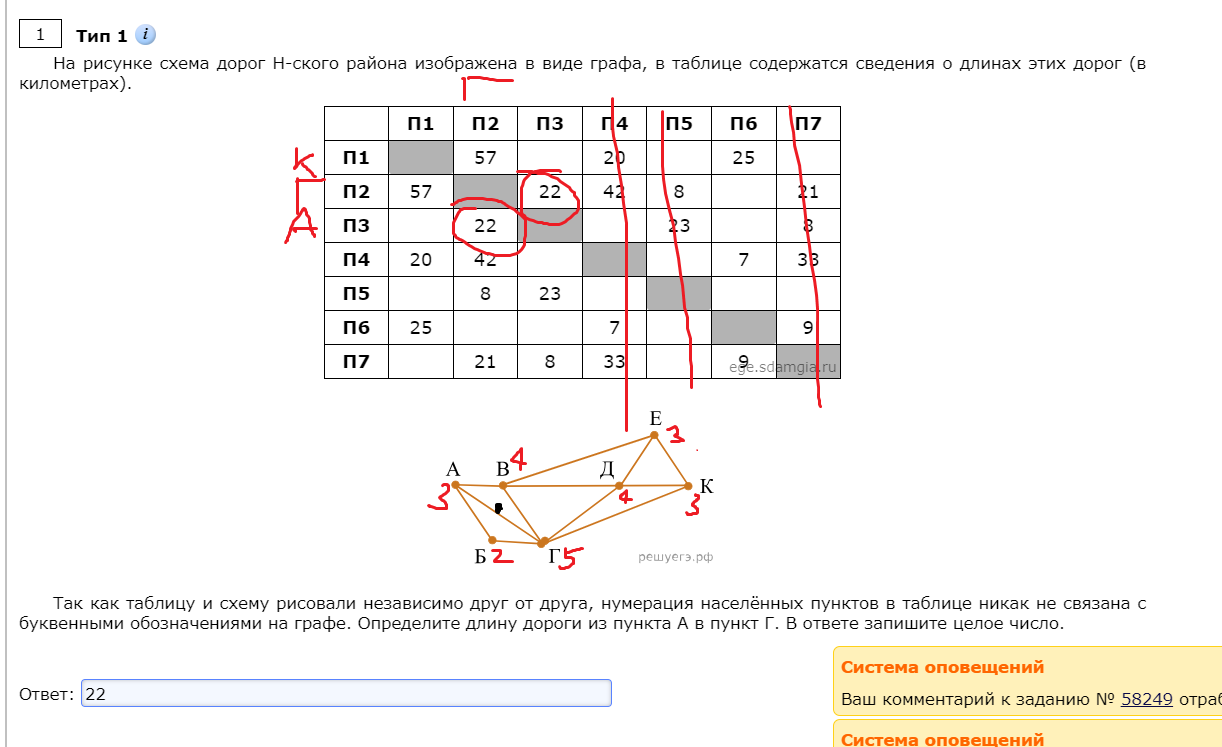 1 Тип 1 i
На рисунке схема дорог Н-ского района изображена в виде графа, в таблице содержатся сведения о длинах этих дорог (в
километрах).
Г
П1 П2 П3 П4 П5 П6 П7
К П1 57 20 25
Г П2 57 22 42 8 21
А П3 22 23 8
П4 20 42 7 33
П5 8 23
П6 25 7 9
П7 21 8 33 9
ege.sdamgia.ru
Е 3
А В 4 Д К
3 4 3
Б 2 Г 5
решуегэ.рф
Так как таблицу и схему рисовали независимо друг от друга, нумерация населённых пунктов в таблице никак не связана с
буквенными обозначениями на графе. Определите длину дороги из пункта А в пункт Г. В ответе запишите целое число.
Ответ: 22
Система оповещений
Ваш комментарий к заданию № 58249 отраб
Система оповещений